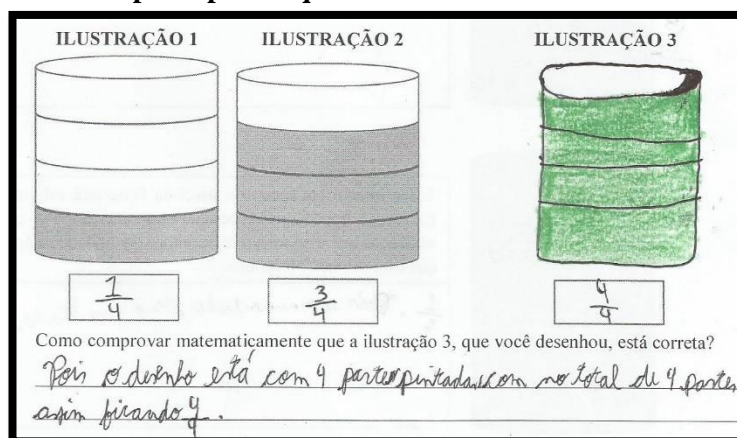 ILUSTRAÇÃO 1 ILUSTRAÇÃO 2 ILUSTRAÇÃO 3
1/4 3/4 4/4
Como comprovar matematicamente que a ilustração 3, que você desenhou, está correta?
Pois o desenho está com 4 partes pintadas, com no total de 4 partes
assim ficando 4/4.